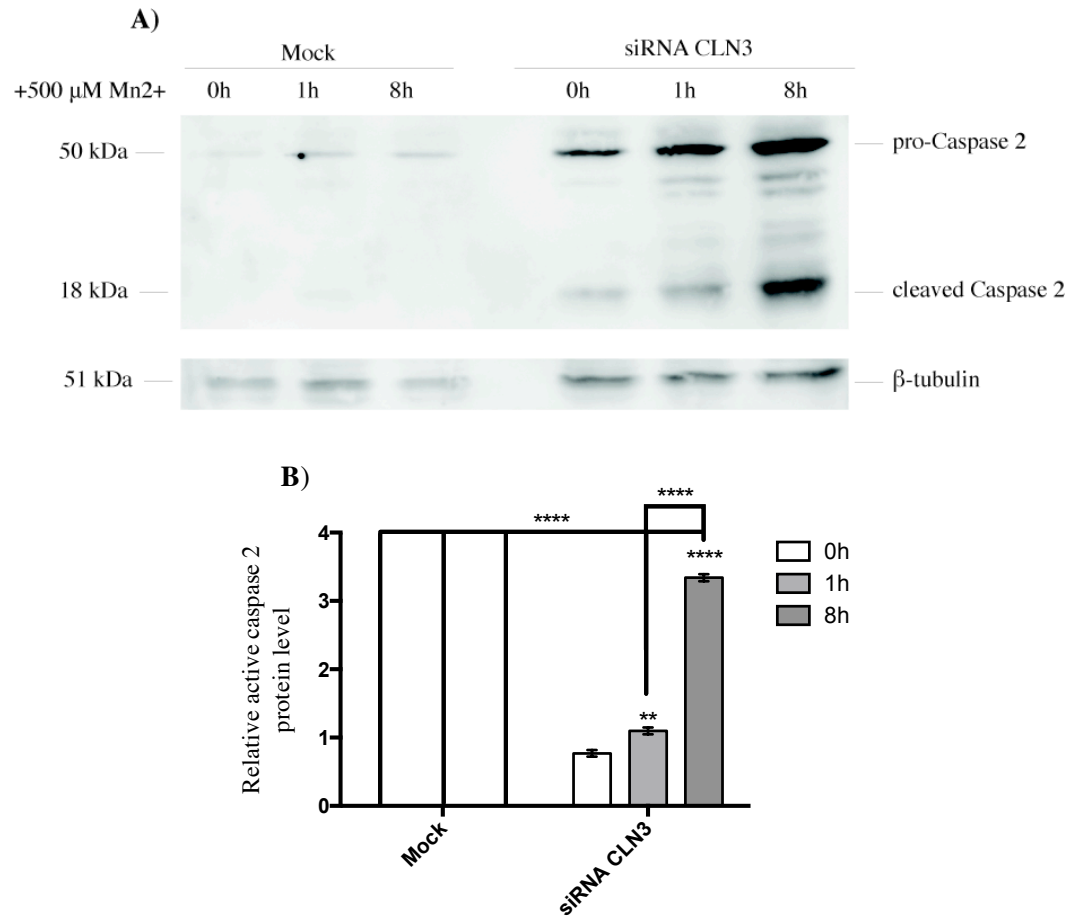 A)
Mock siRNA CLN3
+500 µM Mn2+ 0h 1h 8h 0h 1h 8h
50 kDa pro-Caspase 2
18 kDa cleaved Caspase 2
51 kDa β-tubulin
B)
****
****
****
**
4
3
2
1
0
Relative active caspase 2
protein level
0h
1h
8h
Mock
siRNA CLN3